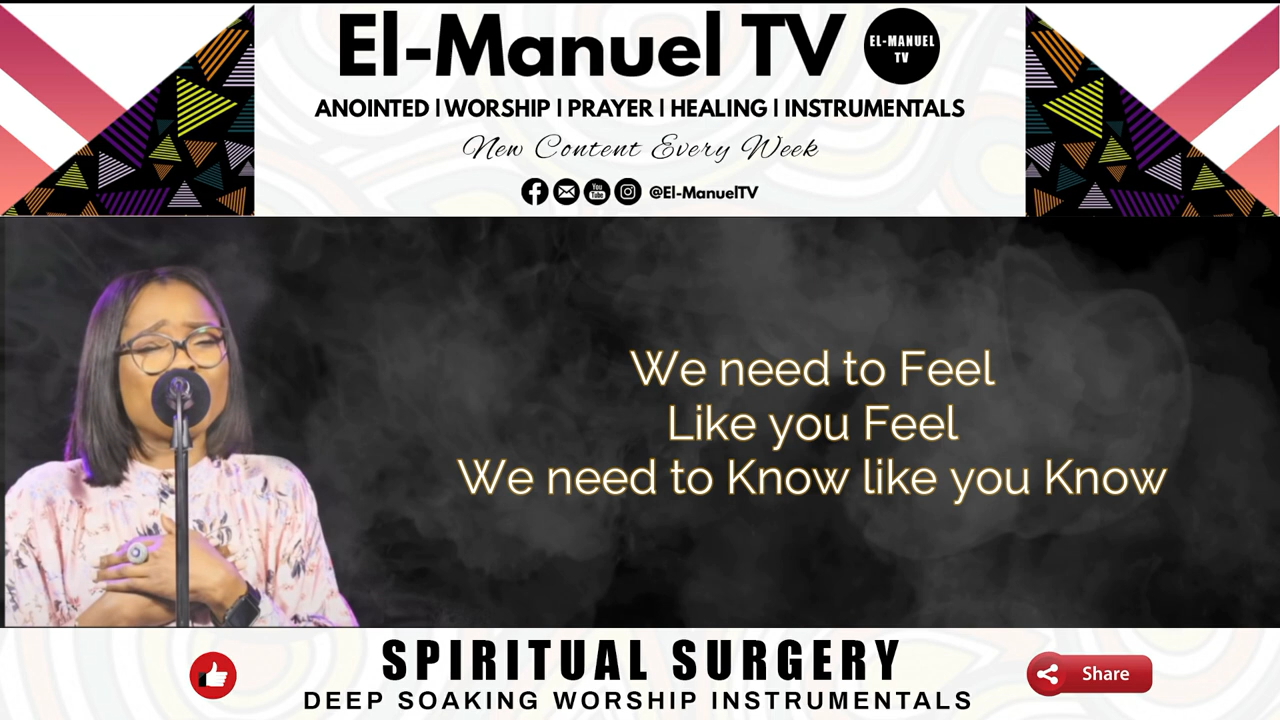 El-Manuel TV
EL-MANUEL
TV
ANOINTED | WORSHIP | PRAYER | HEALING | INSTRUMENTALS
New Content Every Week
You
Tube
@El-ManuelTV
We need to Feel
Like you Feel
We need to Know like you Know
SPIRITUAL SURGERY
DEEP SOAKING WORSHIP INSTRUMENTALS
Share